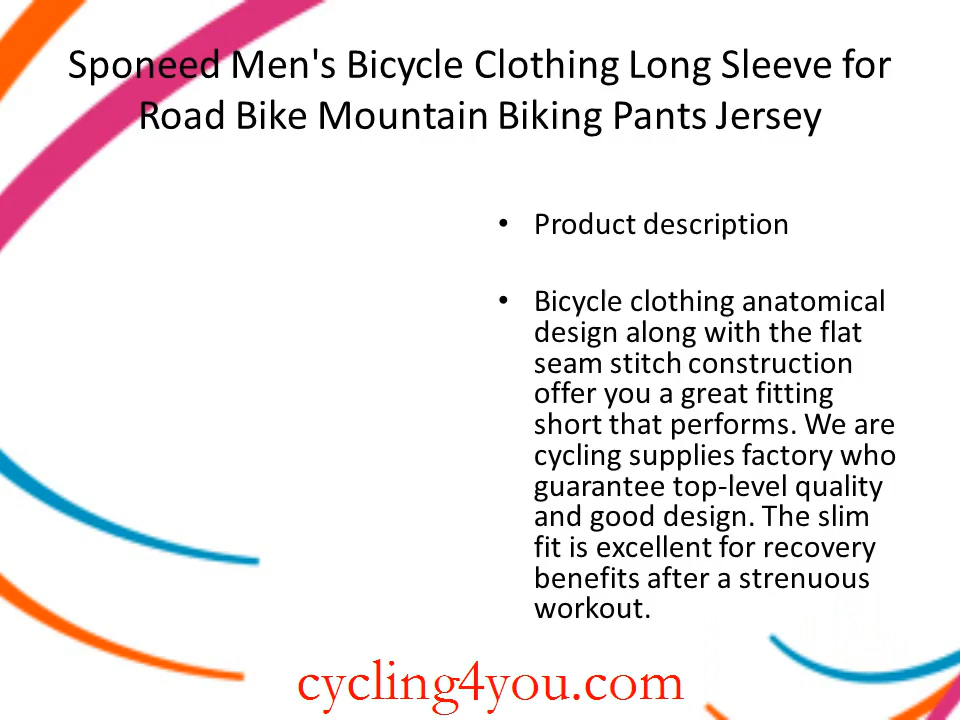 Sponeed Men's Bicycle Clothing Long Sleeve for
Road Bike Mountain Biking Pants Jersey
• Product description
• Bicycle clothing anatomical
design along with the flat
seam stitch construction
offer you a great fitting
short that performs. We are
cycling supplies factory who
guarantee top-level quality
and good design. The slim
fit is excellent for recovery
benefits after a strenuous
workout.
cycling4you.com